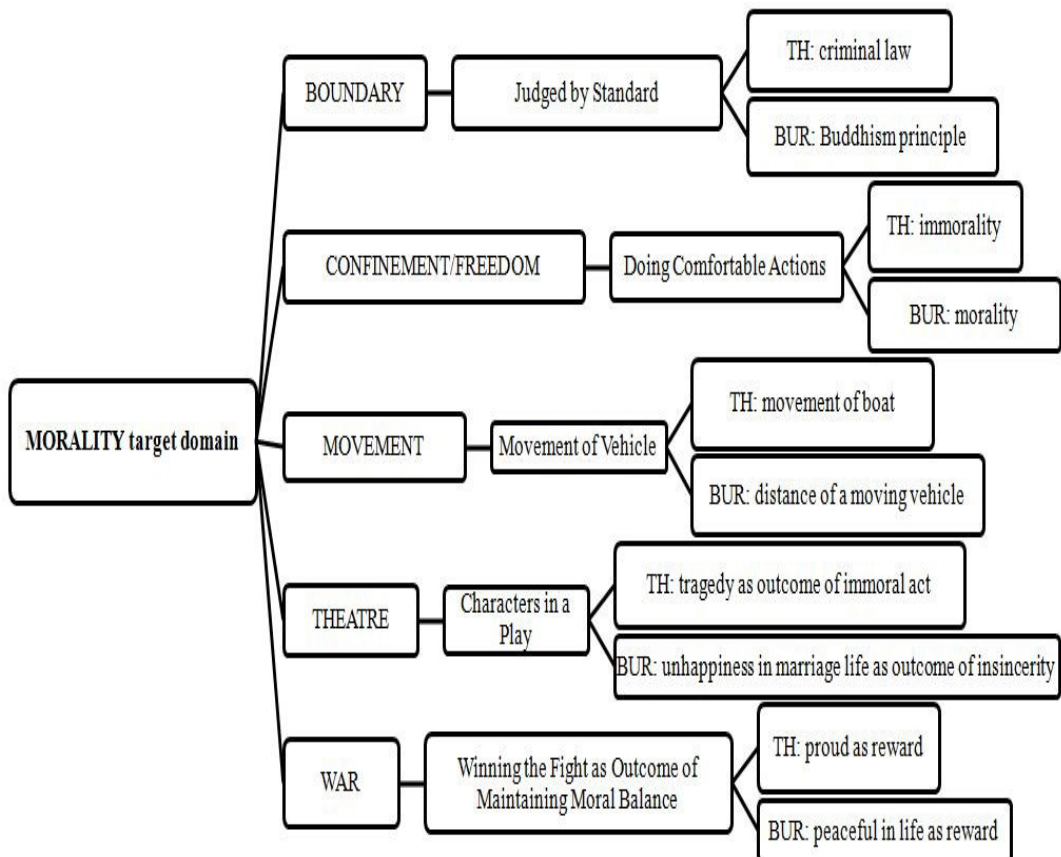 TH: criminal law
BOUNDARY
Judged by Standard
BUR: Buddhism principle
TH: immorality
CONFINEMENT/FREEDOM
Doing Comfortable Actions
BUR: morality
MORALITY target domain
TH: movement of boat
MOVEMENT
Movement of Vehicle
BUR: distance of a moving vehicle
TH: tragedy as outcome of immoral act
THEATRE
Characters in a
Play
BUR: unhappiness in marriage life as outcome of insincerity
TH: proud as reward
WAR
Winning the Fight as Outcome of
Maintaining Moral Balance
BUR: peaceful in life as reward